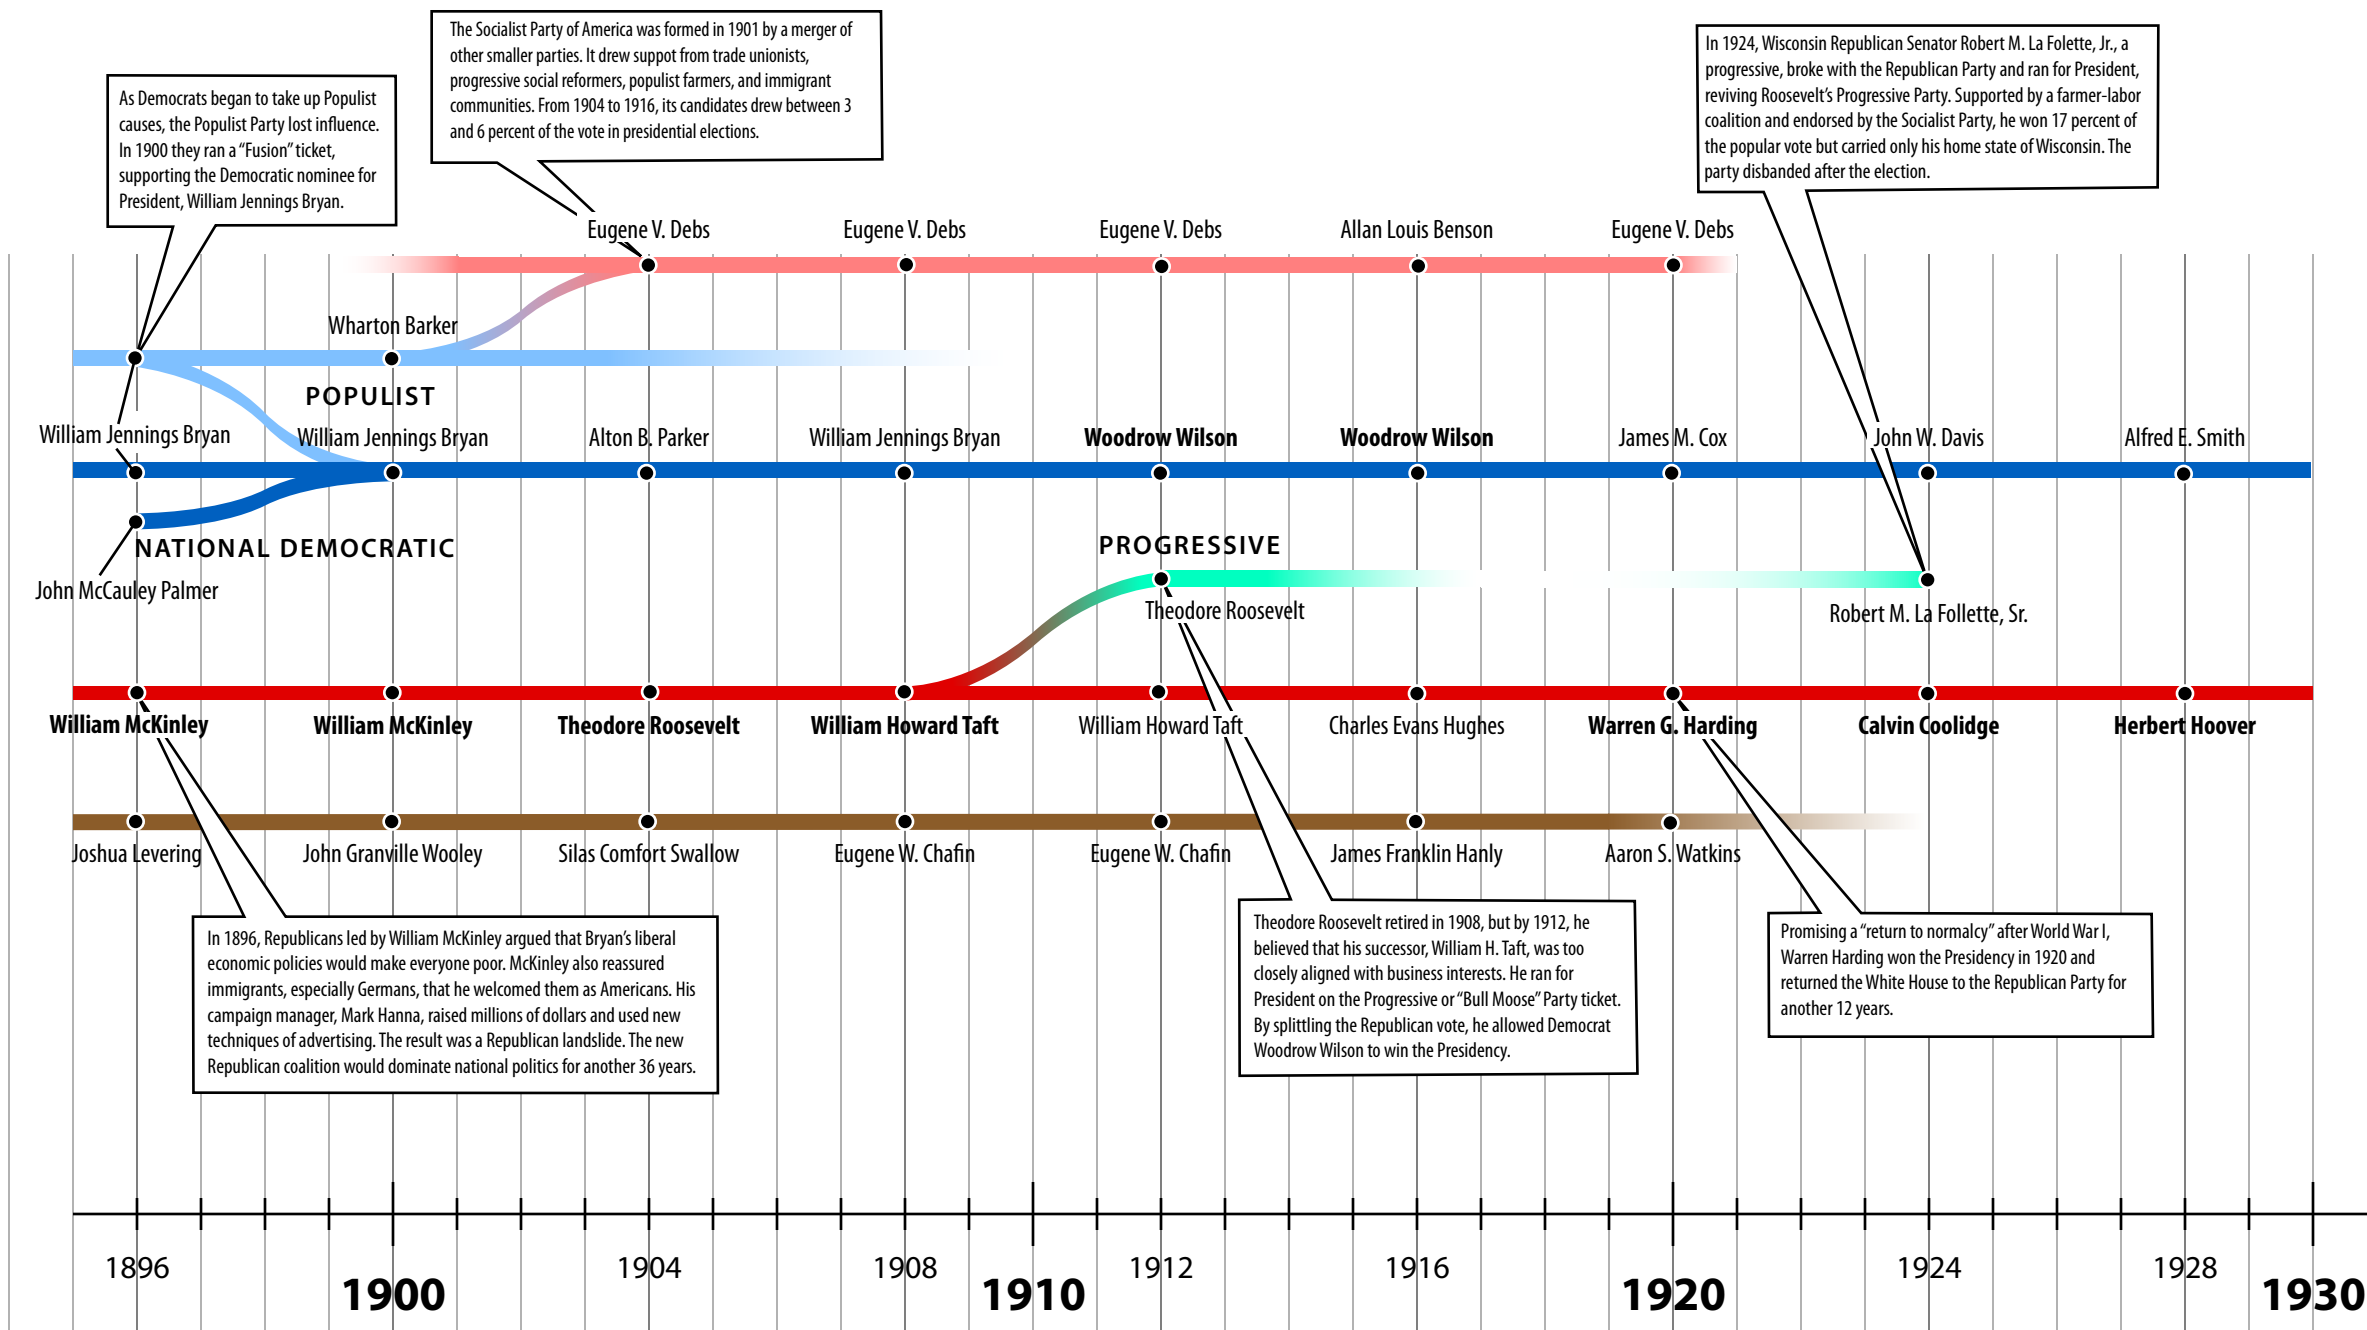 The Socialist Party of America was formed in 1901 by a merger of
other smaller parties. It drew suppot from trade unionists,
progressive social reformers, populist farmers, and immigrant
communities. From 1904 to 1916, its candidates drew between 3
and 6 percent of the vote in presidential elections.
In 1924, Wisconsin Republican Senator Robert M. La Folette, Jr., a
progressive, broke with the Republican Party and ran for President,
reviving Roosevelt's Progressive Party. Supported by a farmer-labor
coalition and endorsed by the Socialist Party, he won 17 percent of
the popular vote but carried only his home state of Wisconsin. The
party disbanded after the election.
As Democrats began to take up Populist
causes, the Populist Party lost influence.
In 1900 they ran a “Fusion” ticket,
supporting the Democratic nominee for
President, William Jennings Bryan.
Eugene V. Debs
Eugene V. Debs
Eugene V. Debs
Allan Louis Benson
Eugene V. Debs
Wharton Barker
POPULIST
William Jennings Bryan
William Jennings Bryan
Alton B. Parker
William Jennings Bryan
Woodrow Wilson
Woodrow Wilson
James M. Cox
John W. Davis
Alfred E. Smith
NATIONAL DEMOCRATIC
PROGRESSIVE
John McCauley Palmer
Theodore Roosevelt
Robert M. La Follette, Sr.
William McKinley
William McKinley
Theodore Roosevelt
William Howard Taft
William Howard Taft
Charles Evans Hughes
Warren G. Harding
Calvin Coolidge
Herbert Hoover
Joshua Levering
John Granville Wooley
Silas Comfort Swallow
Eugene W. Chafin
Eugene W. Chafin
James Franklin Hanly
Aaron S. Watkins
In 1896, Republicans led by William McKinley argued that Bryan's liberal
economic policies would make everyone poor. McKinley also reassured
immigrants, especially Germans, that he welcomed them as Americans. His
campaign manager, Mark Hanna, raised millions of dollars and used new
techniques of advertising. The result was a Republican landslide. The new
Republican coalition would dominate national politics for another 36 years.
Theodore Roosevelt retired in 1908, but by 1912, he
believed that his successor, William H. Taft, was too
closely aligned with business interests. He ran for
President on the Progressive or “Bull Moose” Party ticket.
By splittling the Republican vote, he allowed Democrat
Woodrow Wilson to win the Presidency.
Promising a “return to normalcy” after World War I,
Warren Harding won the Presidency in 1920 and
returned the White House to the Republican Party for
another 12 years.
1896
1900
1904
1908
1910
1912
1916
1920
1924
1928
1930